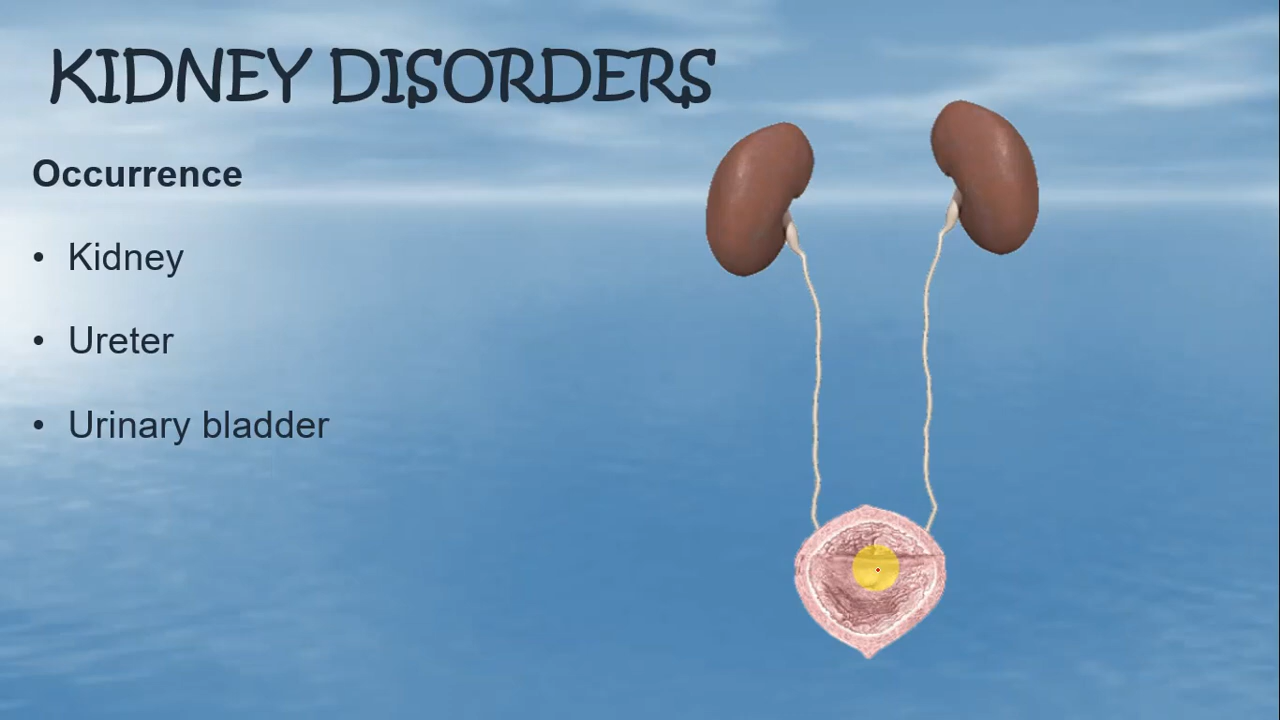 KIDNEY DISORDERS
Occurrence
• Kidney
• Ureter
• Urinary bladder